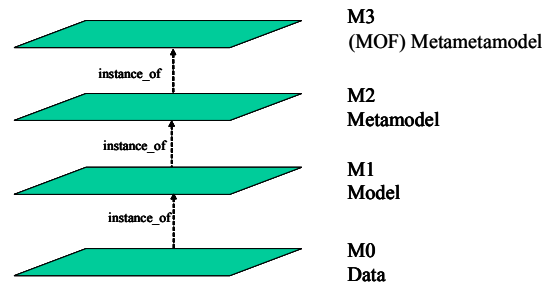 M3
(MOF) Metametamodel
instance_of
M2
Metamodel
instance_of
M1
Model
instance_of
M0
Data